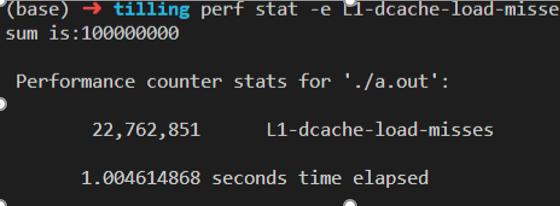 (base) → tilling perf stat -e L1-dcache-load-misse
sum is:100000000
Performance counter stats for './a.out':
22,762,851 L1-dcache-load-misses
1.004614868 seconds time elapsed